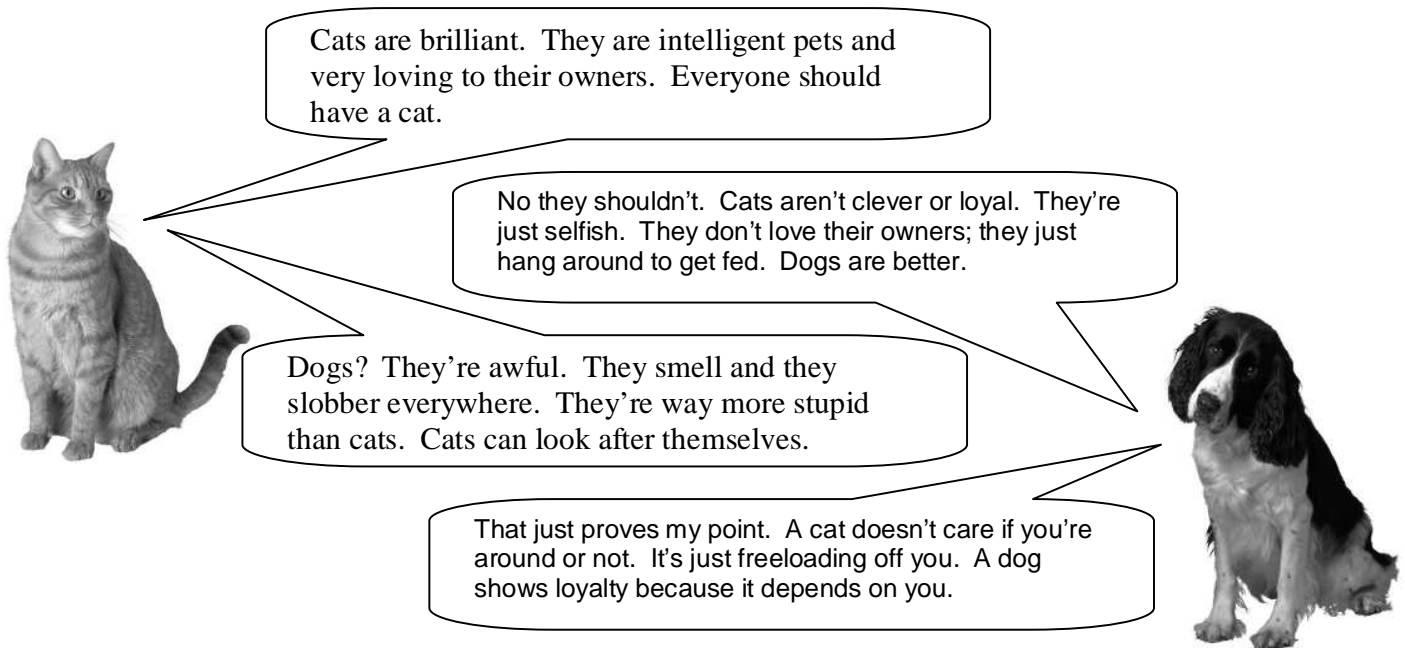 Cats are brilliant.  They are intelligent pets and
very loving to their owners.  Everyone should
have a cat.
No they shouldn't.  Cats aren't clever or loyal.  They're
just selfish.  They don't love their owners; they just
hang around to get fed.  Dogs are better.
Dogs?  They're awful.  They smell and they
slobber everywhere.  They're way more stupid
than cats.  Cats can look after themselves.
That just proves my point.  A cat doesn't care if you're
around or not.  It's just freeloading off you.  A dog
shows loyalty because it depends on you.